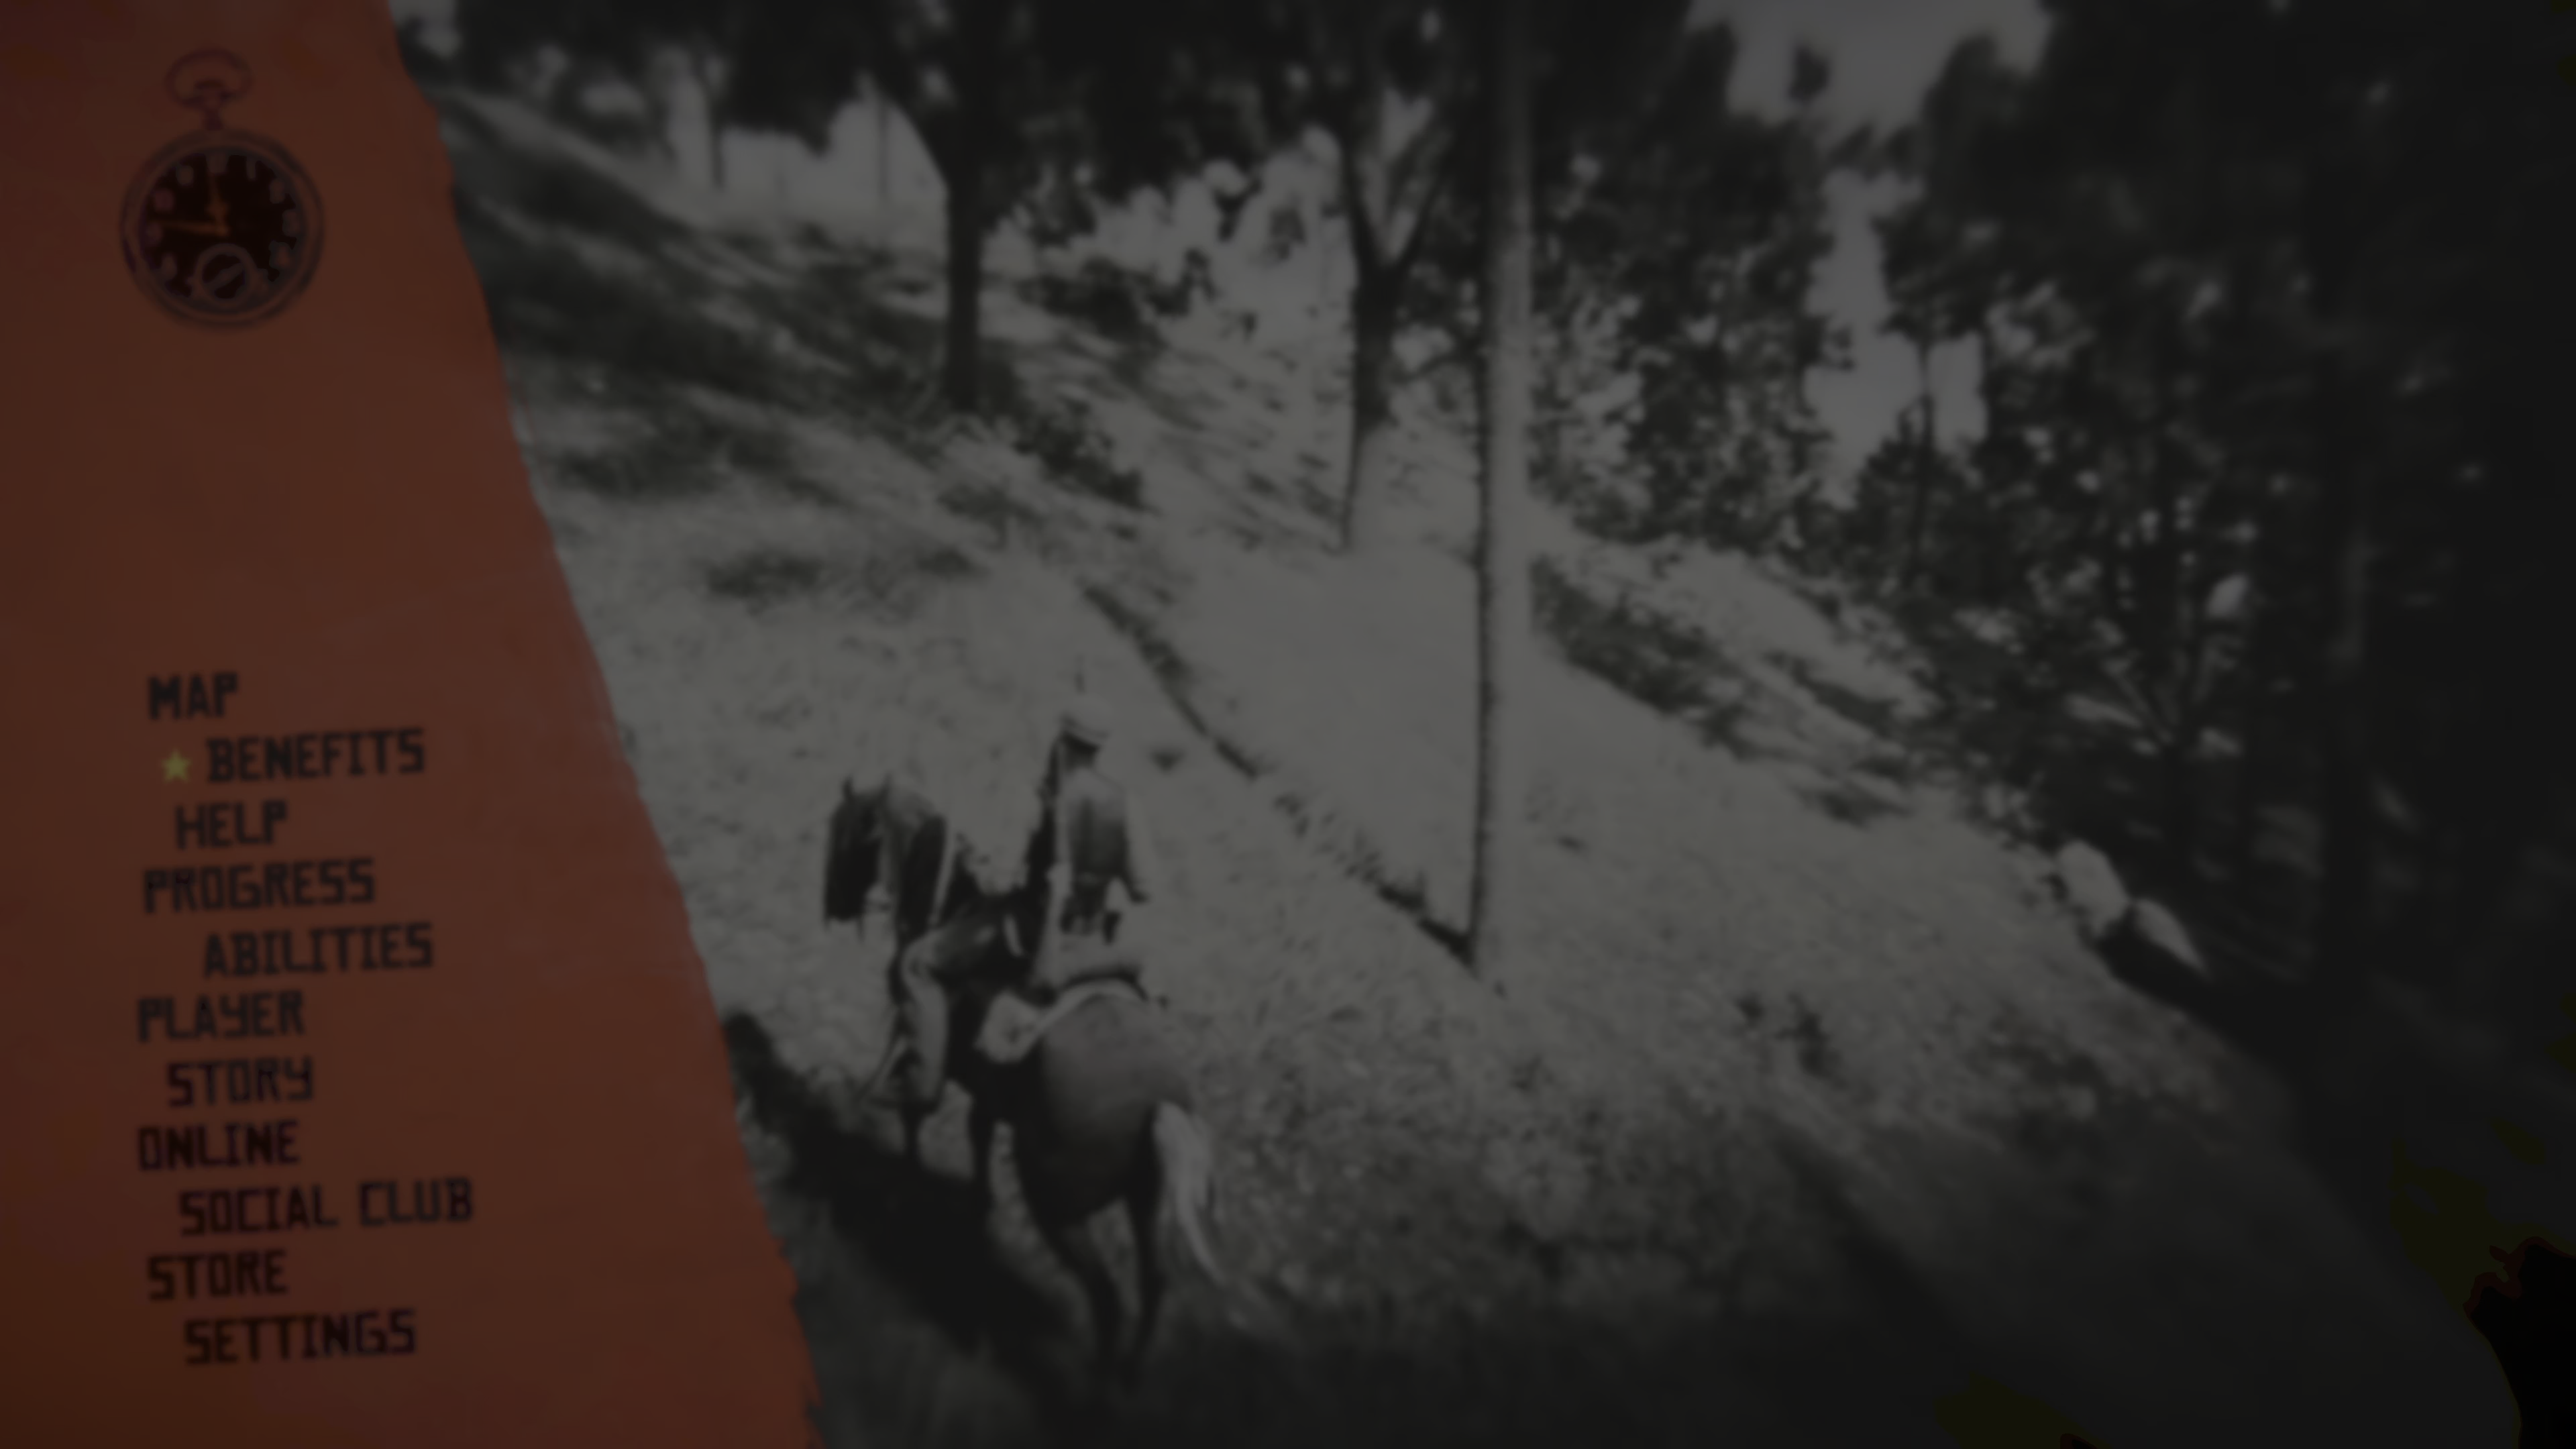 MAP
BENEFITS
HELP
PROGRESS
ABILITIES
PLAYER
STORY
ONLINE
SOCIAL CLUB
STORE
SETTINGS